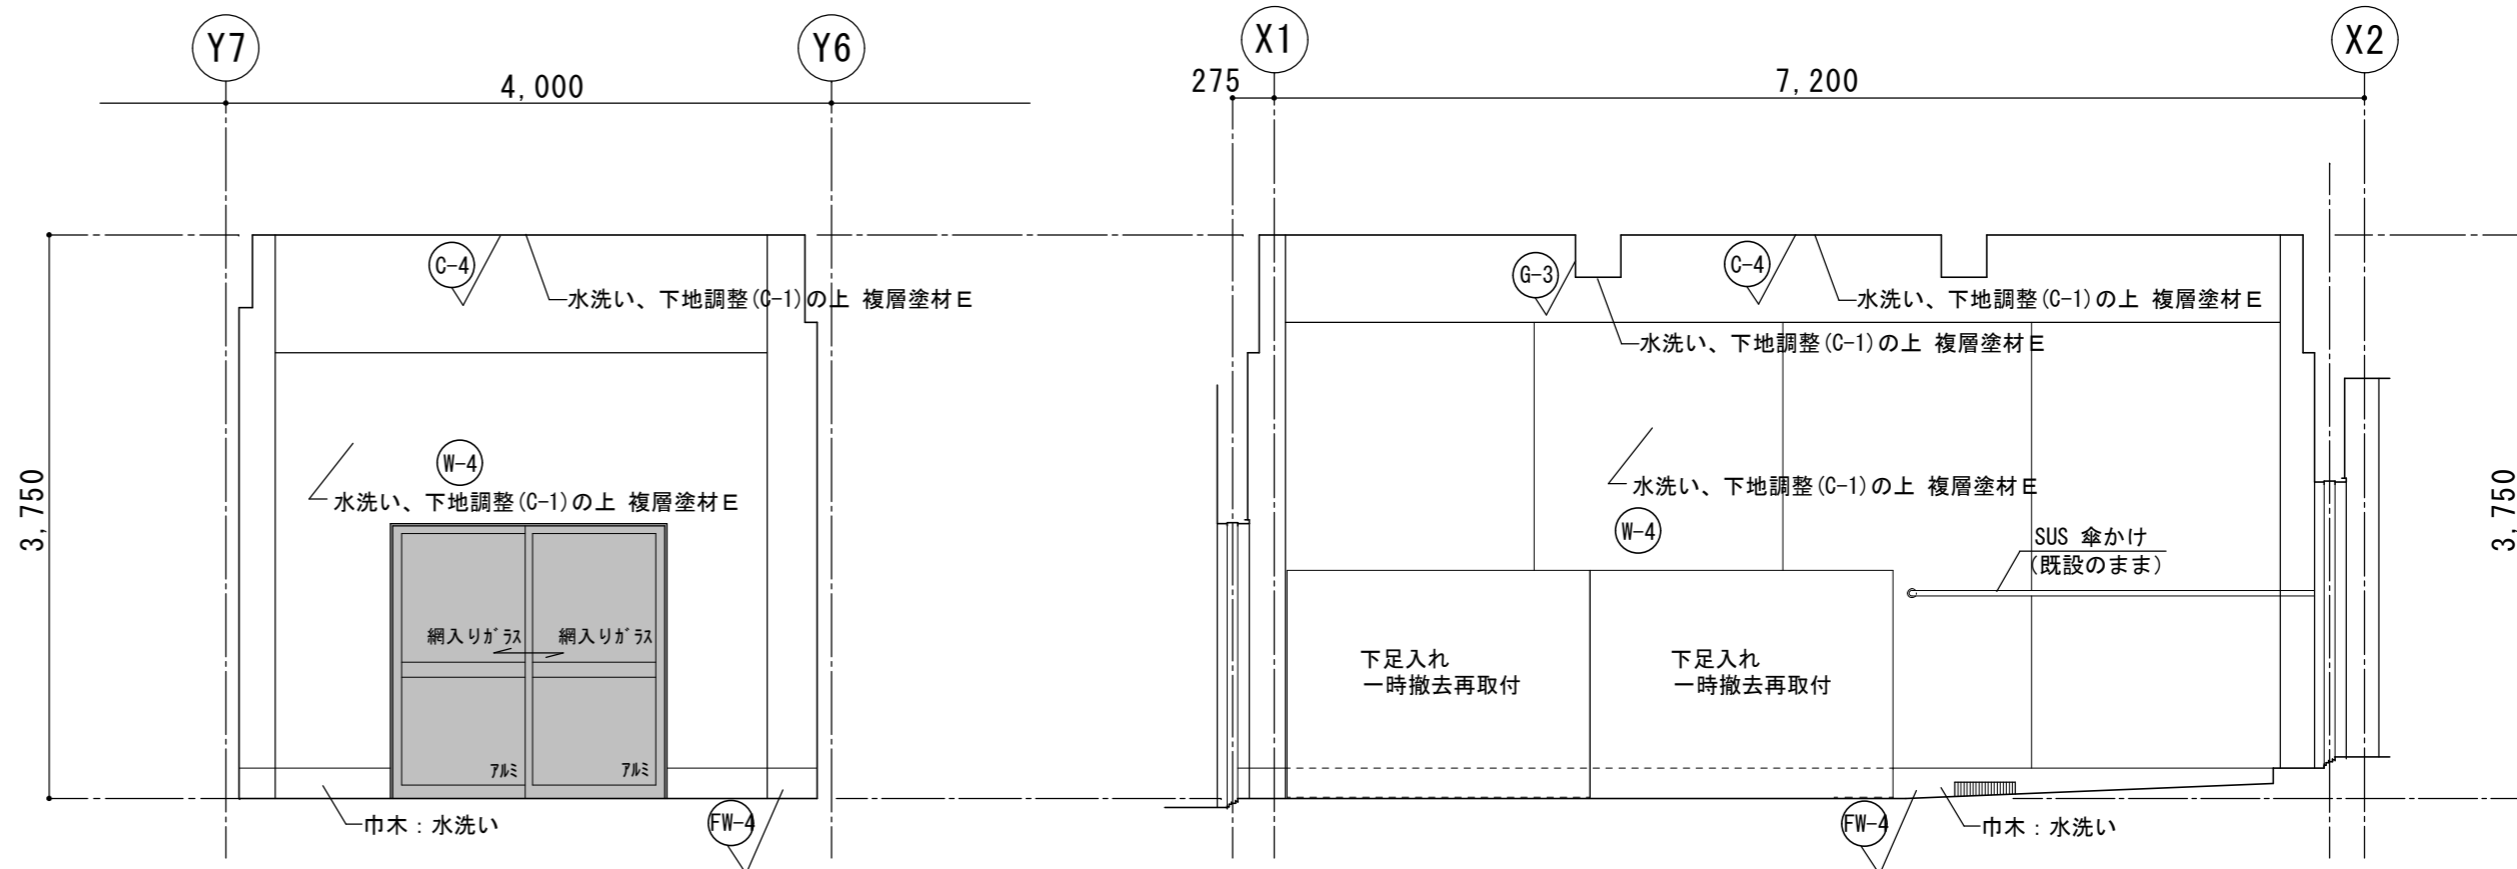 Y7
Y6
4,000
3,750
C-4
水洗い、下地調整(C-1)の上 複層塗材E
W-4
水洗い、下地調整(C-1)の上 複層塗材E
網入りガラス 網入りガラス
アルミ アルミ
巾木：水洗い
FW-4
X1
X2
275
7,200
G-3
C-4
水洗い、下地調整(C-1)の上 複層塗材E
水洗い、下地調整(C-1)の上 複層塗材E
水洗い、下地調整(C-1)の上 複層塗材E
W-4
SUS 傘かけ
(既設のまま)
下足入れ
一時撤去再取付
下足入れ
一時撤去再取付
FW-4
巾木：水洗い
3,750